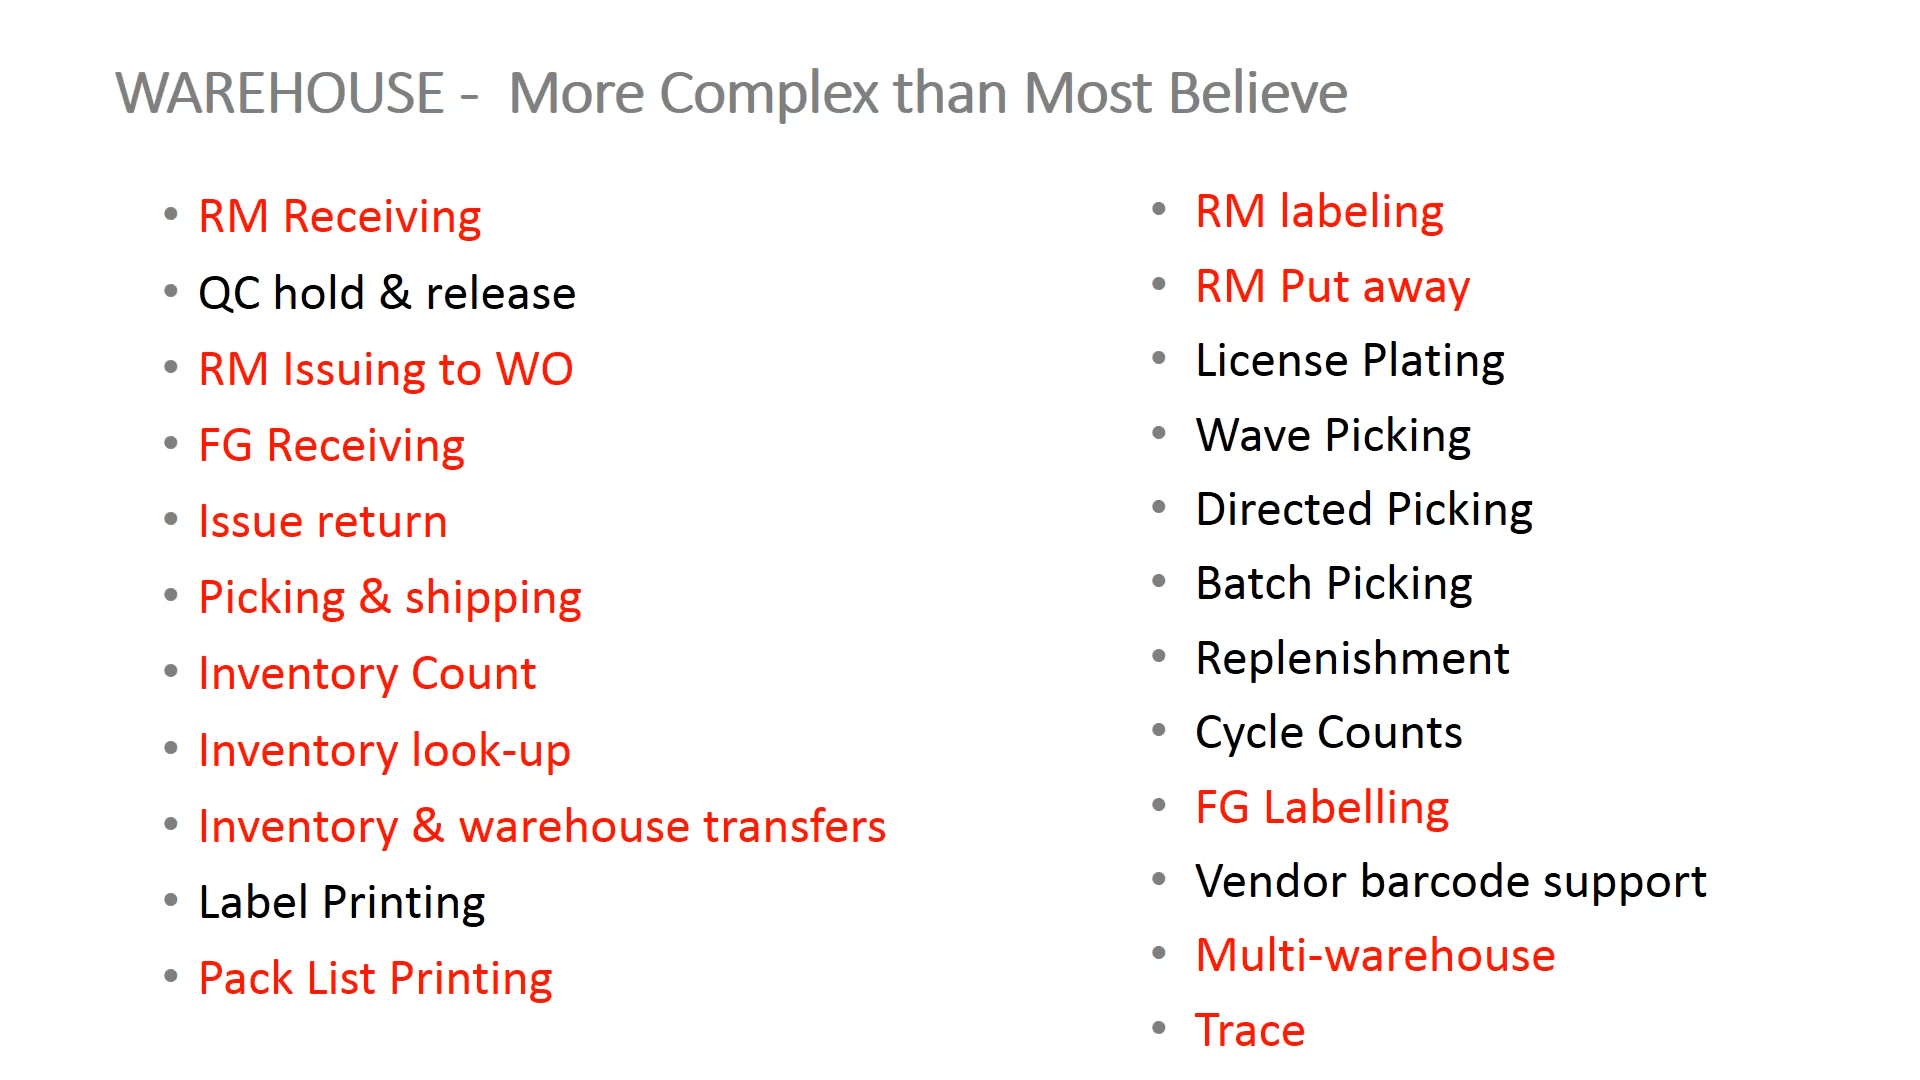 WAREHOUSE - More Complex than Most Believe
• RM Receiving
• QC hold & release
• RM Issuing to WO
• FG Receiving
• Issue return
• Picking & shipping
• Inventory Count
• Inventory look-up
• Inventory & warehouse transfers
• Label Printing
• Pack List Printing
• RM labeling
• RM Put away
• License Plating
• Wave Picking
• Directed Picking
• Batch Picking
• Replenishment
• Cycle Counts
• FG Labelling
• Vendor barcode support
• Multi-warehouse
• Trace